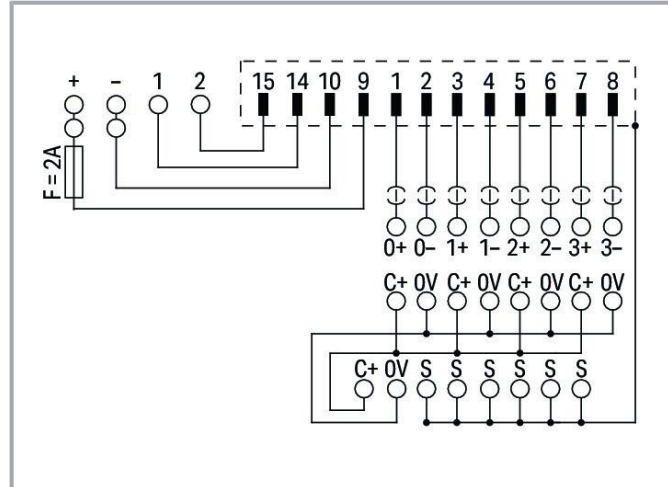 + – 1 2 15 14 10 9 1 2 3 4 5 6 7 8
F = 2A
0+ 0– 1+ 1– 2+ 2– 3+ 3–
C+ 0V C+ 0V C+ 0V C+ 0V
C+ 0V S S S S S S